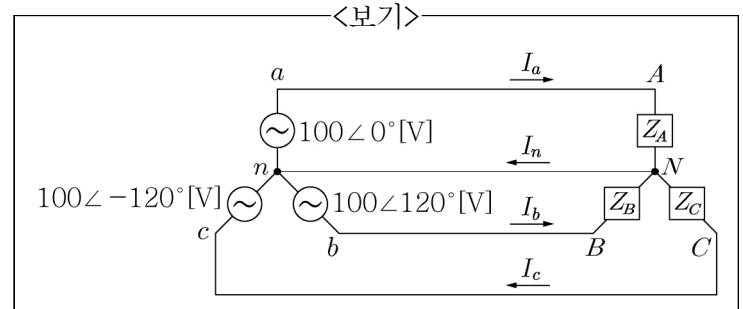 <보기>
I_a
a A
100∠0°[V] Z_A
I_n
n N
100∠-120°[V] 100∠120°[V] Z_B Z_C
I_b
c b B C
I_c